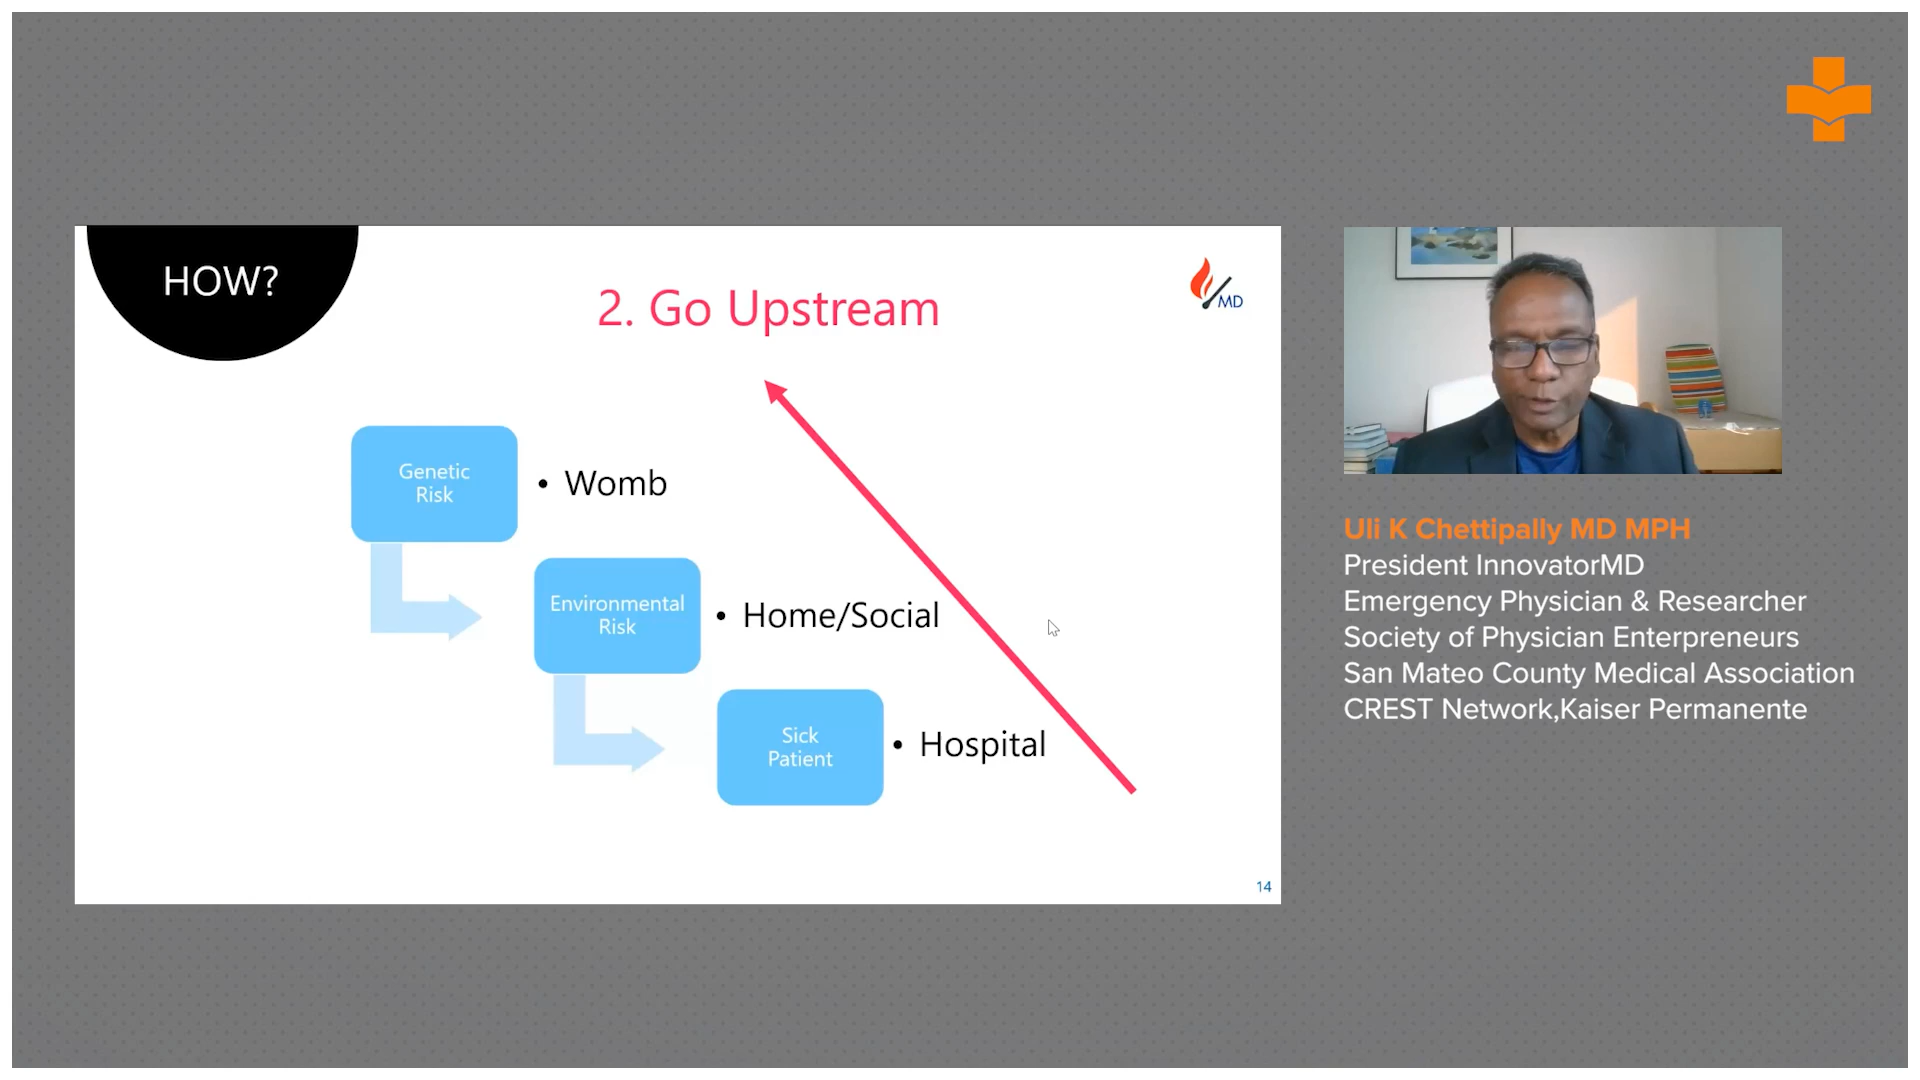 HOW?
2. Go Upstream
MD
Genetic
Risk
• Womb
Environmental
Risk
• Home/Social
Sick
Patient
• Hospital
14
Uli K Chettipally MD MPH
President InnovatorMD
Emergency Physician & Researcher
Society of Physician Enterpreneurs
San Mateo County Medical Association
CREST Network,Kaiser Permanente